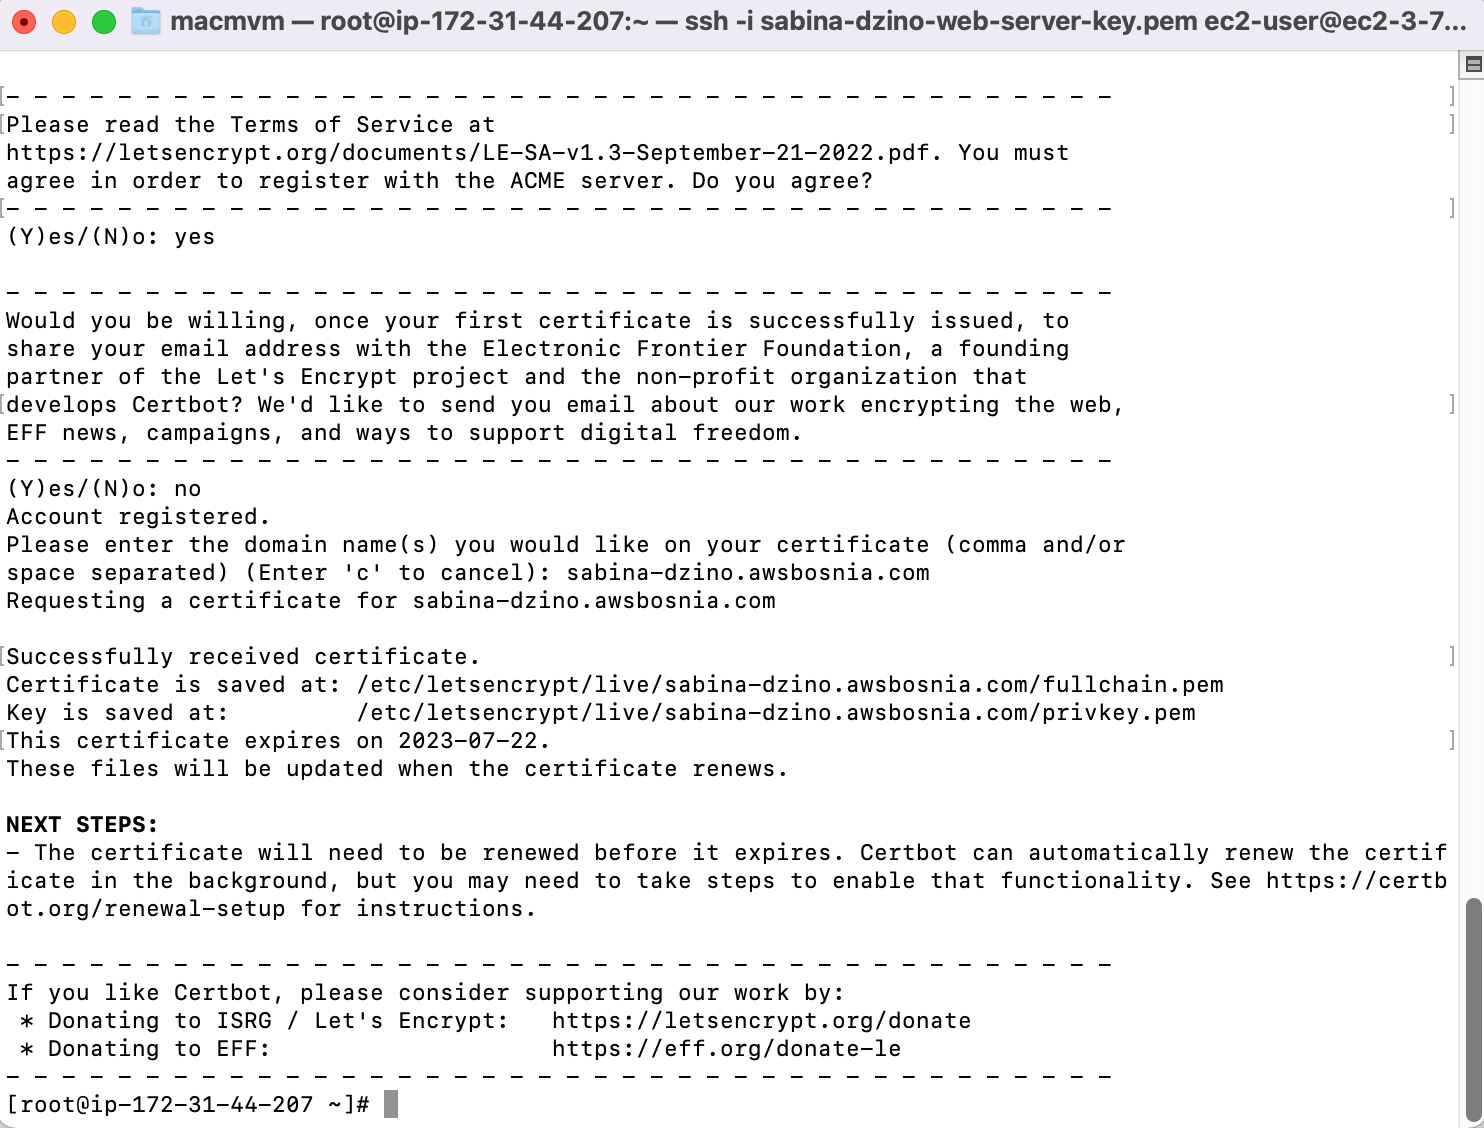 macmvm — root@ip-172-31-44-207:~ — ssh -i sabina-dzino-web-server-key.pem ec2-user@ec2-3-7...
- - - - - - - - - - - - - - - - - - - - - - - - - - - - - - - - - - - - - - - -
Please read the Terms of Service at
https://letsencrypt.org/documents/LE-SA-v1.3-September-21-2022.pdf. You must
agree in order to register with the ACME server. Do you agree?
- - - - - - - - - - - - - - - - - - - - - - - - - - - - - - - - - - - - - - - -
(Y)es/(N)o: yes
- - - - - - - - - - - - - - - - - - - - - - - - - - - - - - - - - - - - - - - -
Would you be willing, once your first certificate is successfully issued, to
share your email address with the Electronic Frontier Foundation, a founding
partner of the Let's Encrypt project and the non-profit organization that
develops Certbot? We'd like to send you email about our work encrypting the web,
EFF news, campaigns, and ways to support digital freedom.
- - - - - - - - - - - - - - - - - - - - - - - - - - - - - - - - - - - - - - - -
(Y)es/(N)o: no
Account registered.
Please enter the domain name(s) you would like on your certificate (comma and/or
space separated) (Enter 'c' to cancel): sabina-dzino.awsbosnia.com
Requesting a certificate for sabina-dzino.awsbosnia.com
Successfully received certificate.
Certificate is saved at: /etc/letsencrypt/live/sabina-dzino.awsbosnia.com/fullchain.pem
Key is saved at:         /etc/letsencrypt/live/sabina-dzino.awsbosnia.com/privkey.pem
This certificate expires on 2023-07-22.
These files will be updated when the certificate renews.
NEXT STEPS:
- The certificate will need to be renewed before it expires. Certbot can automatically renew the certif
icate in the background, but you may need to take steps to enable that functionality. See https://certb
ot.org/renewal-setup for instructions.
- - - - - - - - - - - - - - - - - - - - - - - - - - - - - - - - - - - - - - - -
If you like Certbot, please consider supporting our work by:
 * Donating to ISRG / Let's Encrypt:   https://letsencrypt.org/donate
 * Donating to EFF:                    https://eff.org/donate-le
- - - - - - - - - - - - - - - - - - - - - - - - - - - - - - - - - - - - - - - -
[root@ip-172-31-44-207 ~]#